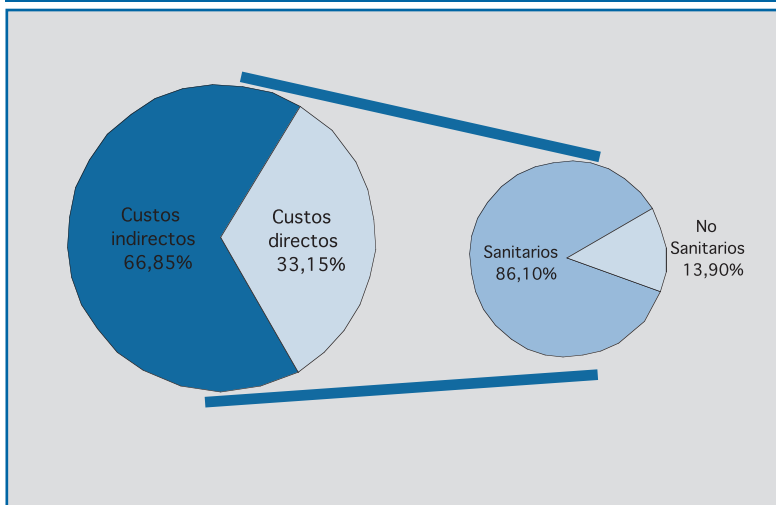 Custos
indirectos
66,85%
Custos
directos
33,15%
Sanitarios
86,10%
No
Sanitarios
13,90%